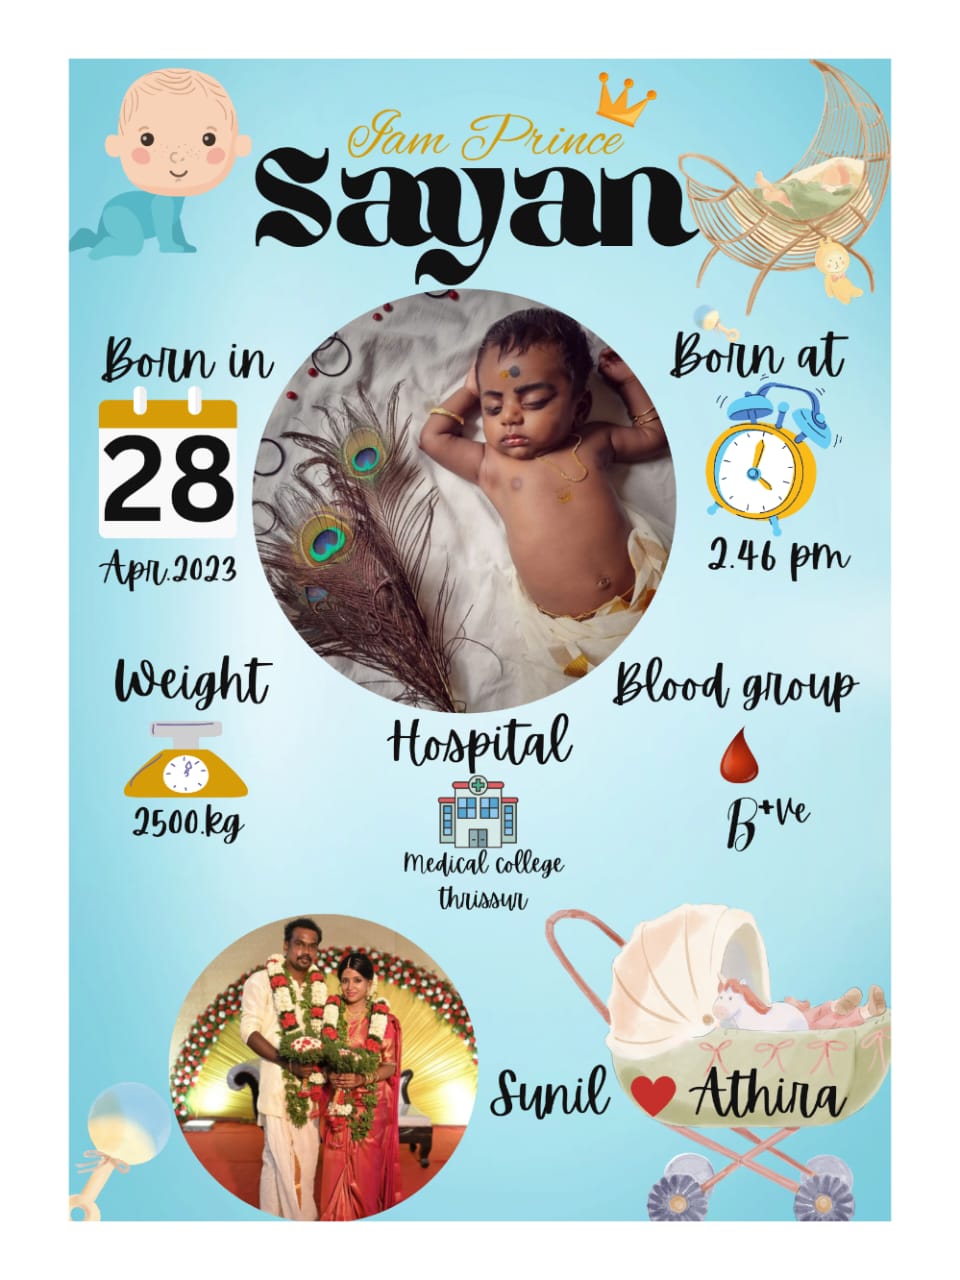 Iam Prince
Sayan
Born in
28
Apr.2023
Born at
2.46 pm
Weight
2500.kg
Blood group
B+ve
Hospital
Medical college
thrissur
Sunil ❤ Athira